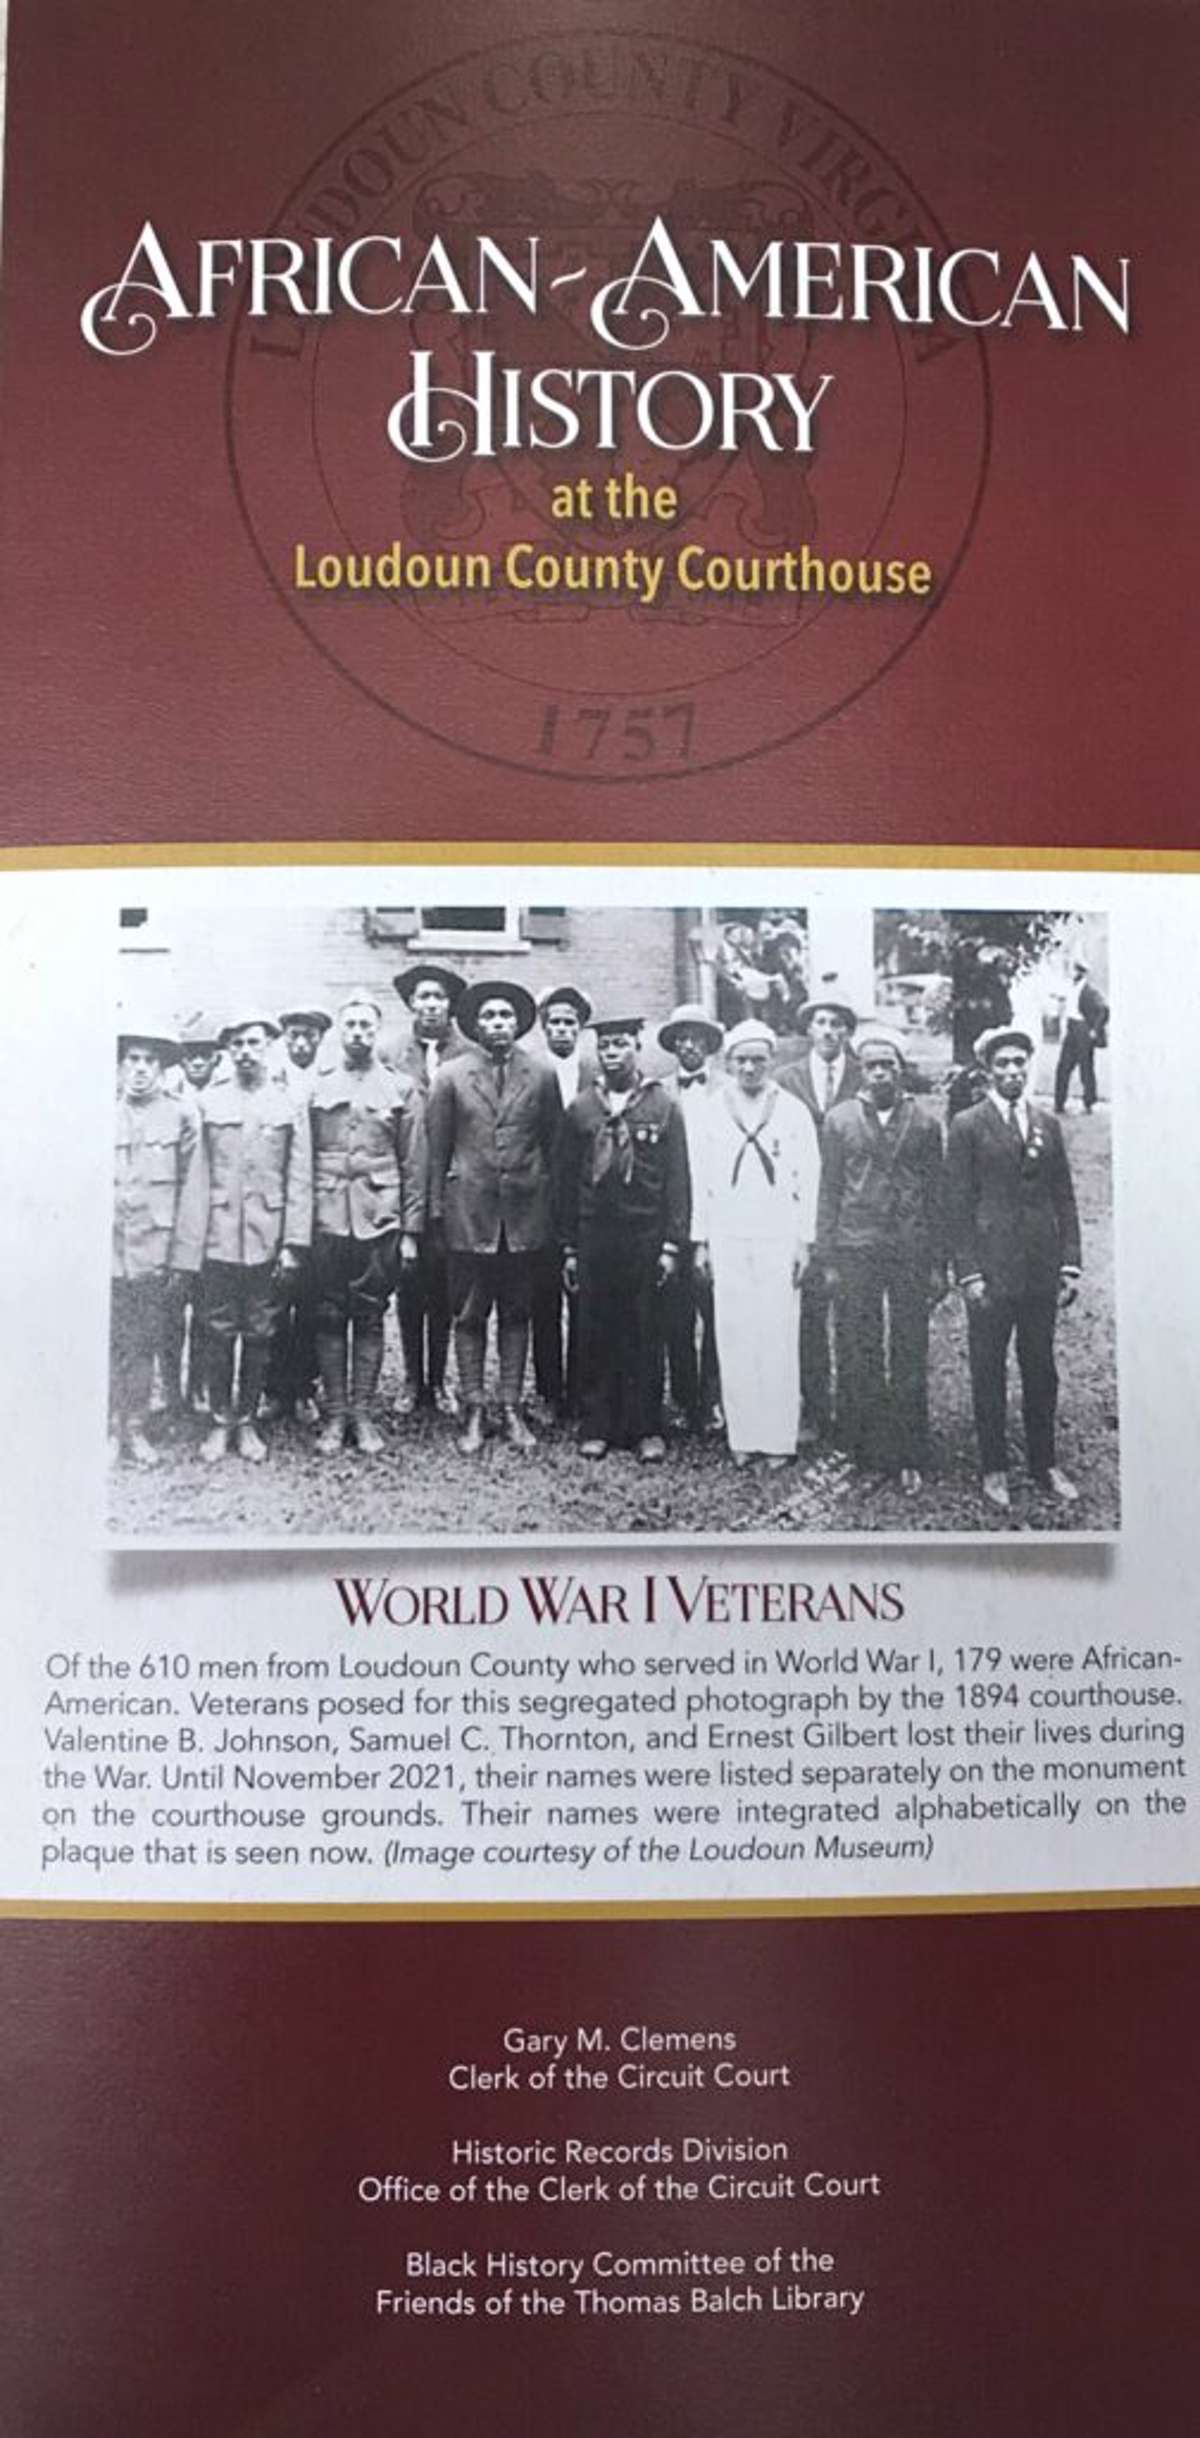 LOUDOUN COUNTY VIRGINIA
AFRICAN-AMERICAN
HISTORY
at the
Loudoun County Courthouse
1757
WORLD WAR I VETERANS
Of the 610 men from Loudoun County who served in World War I, 179 were African-
American. Veterans posed for this segregated photograph by the 1894 courthouse.
Valentine B. Johnson, Samuel C. Thornton, and Ernest Gilbert lost their lives during
the War. Until November 2021, their names were listed separately on the monument
on the courthouse grounds. Their names were integrated alphabetically on the
plaque that is seen now. (Image courtesy of the Loudoun Museum)
Gary M. Clemens
Clerk of the Circuit Court
Historic Records Division
Office of the Clerk of the Circuit Court
Black History Committee of the
Friends of the Thomas Balch Library